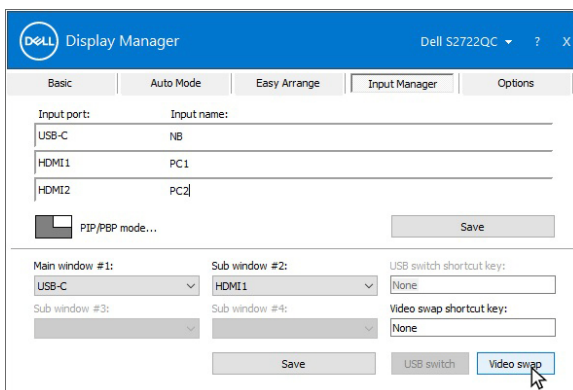 DELL Display Manager Dell S2722QC ? X
Basic Auto Mode Easy Arrange Input Manager Options
Input port: Input name:
USB-C NB
HDMI1 PC1
HDMI2 PC2
PIP/PBP mode... Save
Main window #1: Sub window #2: USB switch shortcut key:
USB-C HDMI1 None
Sub window #3: Sub window #4: Video swap shortcut key:
None
Save USB switch Video swap